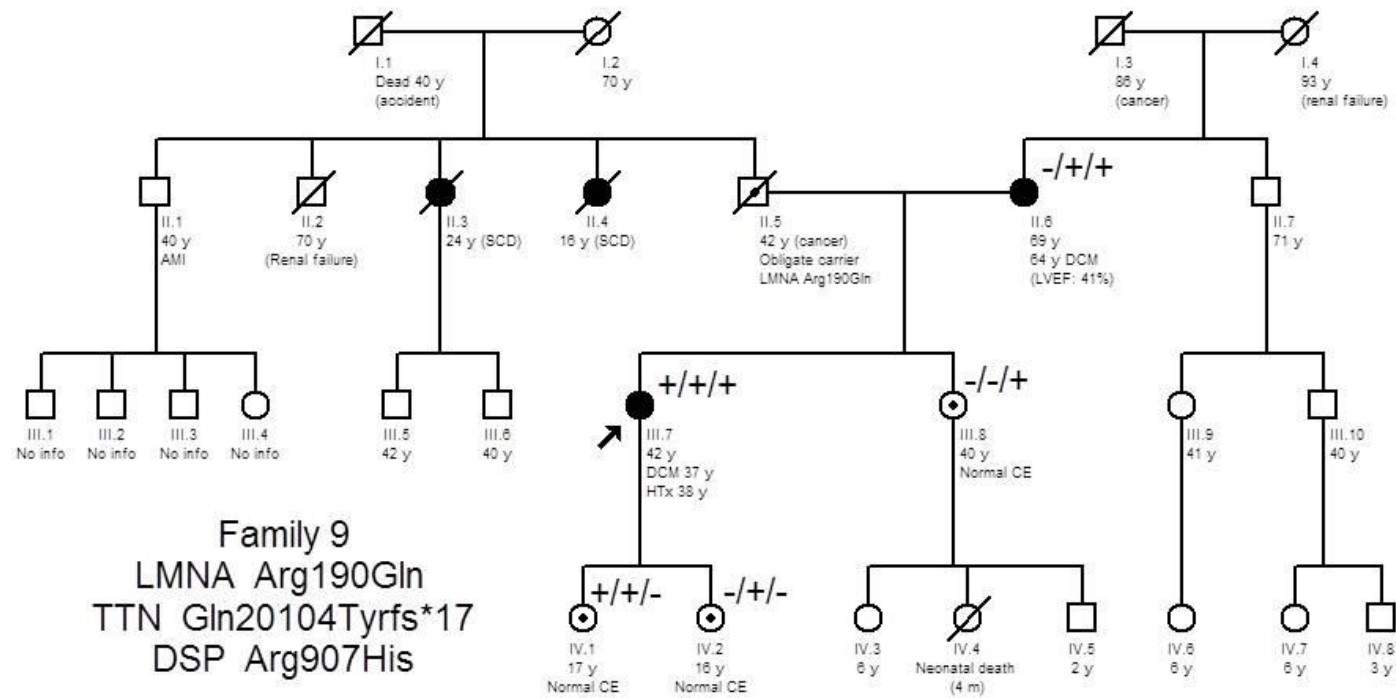 I.1
Dead 40 y
(accident)
I.2
70 y
I.3
86 y
(cancer)
I.4
93 y
(renal failure)
II.1
40 y
AMI
II.2
70 y
(Renal failure)
II.3
24 y (SCD)
II.4
16 y (SCD)
II.5
42 y (cancer)
Obligate carrier
LMNA Arg190Gln
-/+/+
II.6
69 y
64 y DCM
(LVEF: 41%)
II.7
71 y
III.1
No info
III.2
No info
III.3
No info
III.4
No info
III.5
42 y
III.6
40 y
+/+/+
III.7
42 y
DCM 37 y
HTx 38 y
-/-/+
III.8
40 y
Normal CE
III.9
41 y
III.10
40 y
Family 9
LMNA Arg190Gln
TTN Gln20104Tyrfs*17
DSP Arg907His
+/+/-
IV.1
17 y
Normal CE
-/+/-
IV.2
16 y
Normal CE
IV.3
6 y
IV.4
Neonatal death
(4 m)
IV.5
2 y
IV.6
6 y
IV.7
6 y
IV.8
3 y